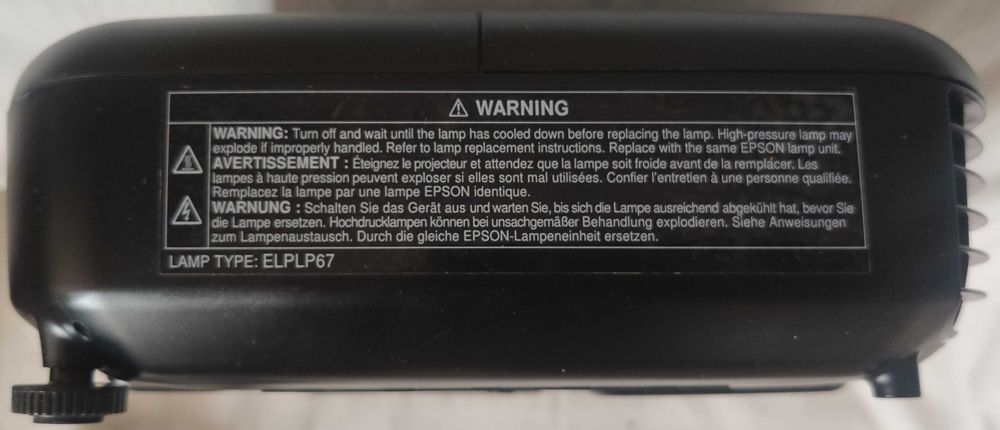 WARNING
WARNING: Turn off and wait until the lamp has cooled down before replacing the lamp. High-pressure lamp may
explode if improperly handled. Refer to lamp replacement instructions. Replace with the same EPSON lamp unit.
AVERTISSEMENT : Éteignez le projecteur et attendez que la lampe soit froide avant de la remplacer. Les
lampes à haute pression peuvent exploser si elles sont mal utilisées. Confier l'entretien à une personne qualifiée.
Remplacez la lampe par une lampe EPSON identique.
WARNUNG : Schalten Sie das Gerät aus und warten Sie, bis sich die Lampe ausreichend abgekühlt hat, bevor Sie
die Lampe ersetzen. Hochdrucklampen können bei unsachgemäßer Behandlung explodieren. Siehe Anweisungen
zum Lampenaustausch. Durch die gleiche EPSON-Lampeneinheit ersetzen.
LAMP TYPE: ELPLP67